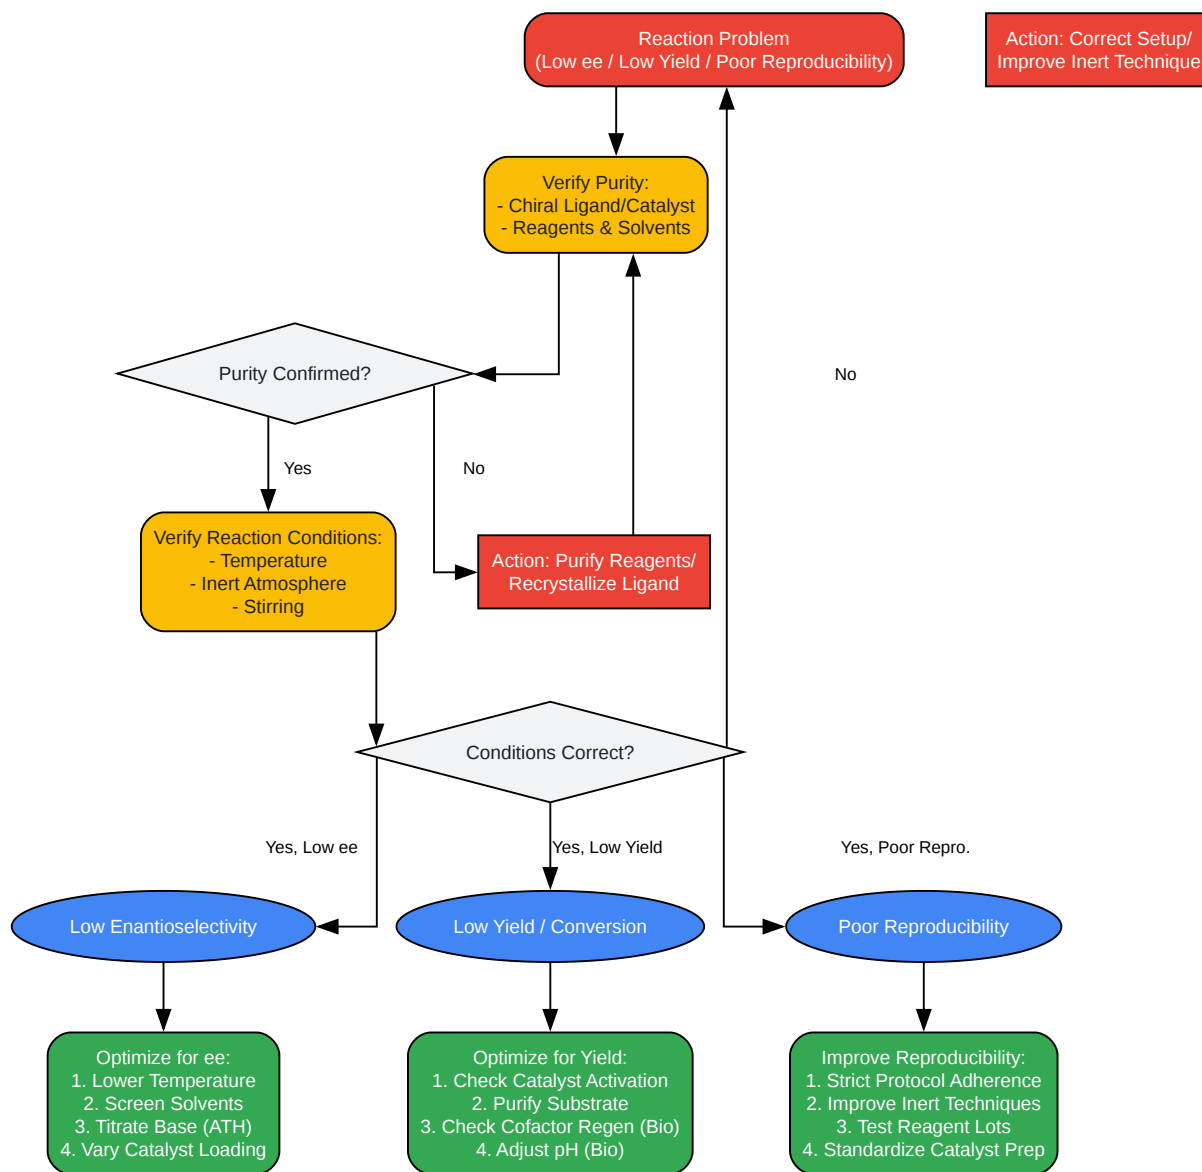 Reaction Problem
(Low ee / Low Yield / Poor Reproducibility)
Action: Correct Setup/
Improve Inert Technique
Verify Purity:
- Chiral Ligand/Catalyst
- Reagents & Solvents
Purity Confirmed?
No
Yes
No
Verify Reaction Conditions:
- Temperature
- Inert Atmosphere
- Stirring
Action: Purify Reagents/
Recrystallize Ligand
Conditions Correct?
Yes, Low ee
Yes, Low Yield
Yes, Poor Repro.
Low Enantioselectivity
Low Yield / Conversion
Poor Reproducibility
Optimize for ee:
1. Lower Temperature
2. Screen Solvents
3. Titrate Base (ATH)
4. Vary Catalyst Loading
Optimize for Yield:
1. Check Catalyst Activation
2. Purify Substrate
3. Check Cofactor Regen (Bio)
4. Adjust pH (Bio)
Improve Reproducibility:
1. Strict Protocol Adherence
2. Improve Inert Techniques
3. Test Reagent Lots
4. Standardize Catalyst Prep